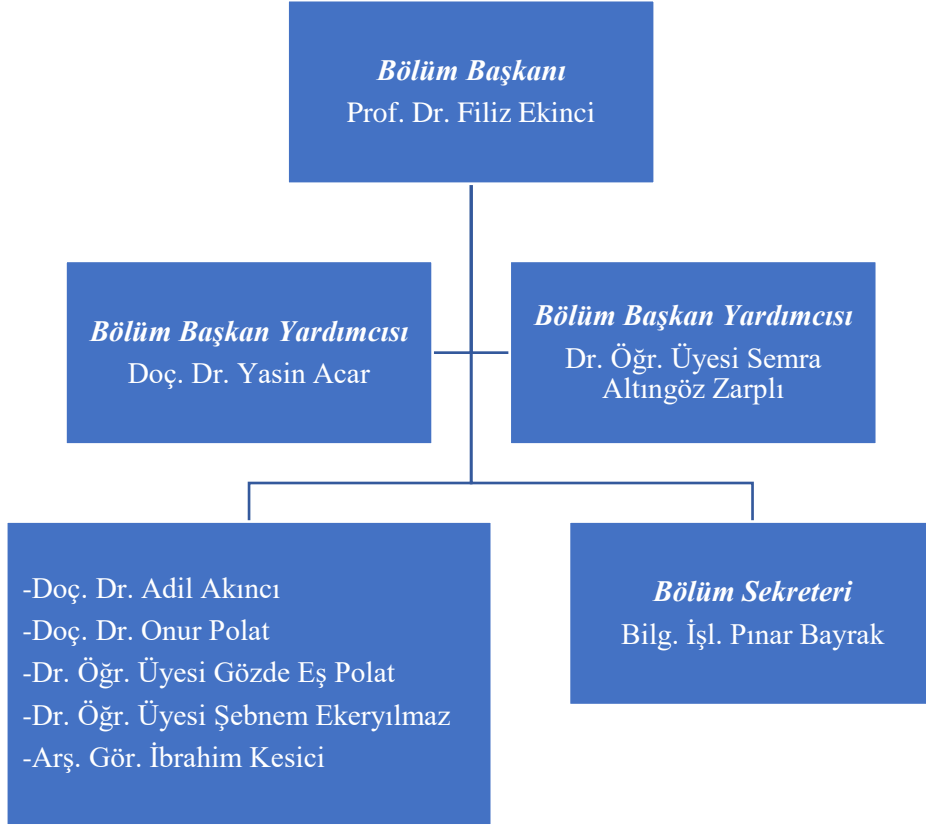 Bölüm Başkanı
Prof. Dr. Filiz Ekinci
Bölüm Başkan Yardımcısı
Doç. Dr. Yasin Acar
Bölüm Başkan Yardımcısı
Dr. Öğr. Üyesi Semra
Altıngöz Zarplı
-Doç. Dr. Adil Akıncı
-Doç. Dr. Onur Polat
-Dr. Öğr. Üyesi Gözde Eş Polat
-Dr. Öğr. Üyesi Şebnem Ekeryılmaz
-Arş. Gör. İbrahim Kesici
Bölüm Sekreteri
Bilg. İşl. Pınar Bayrak